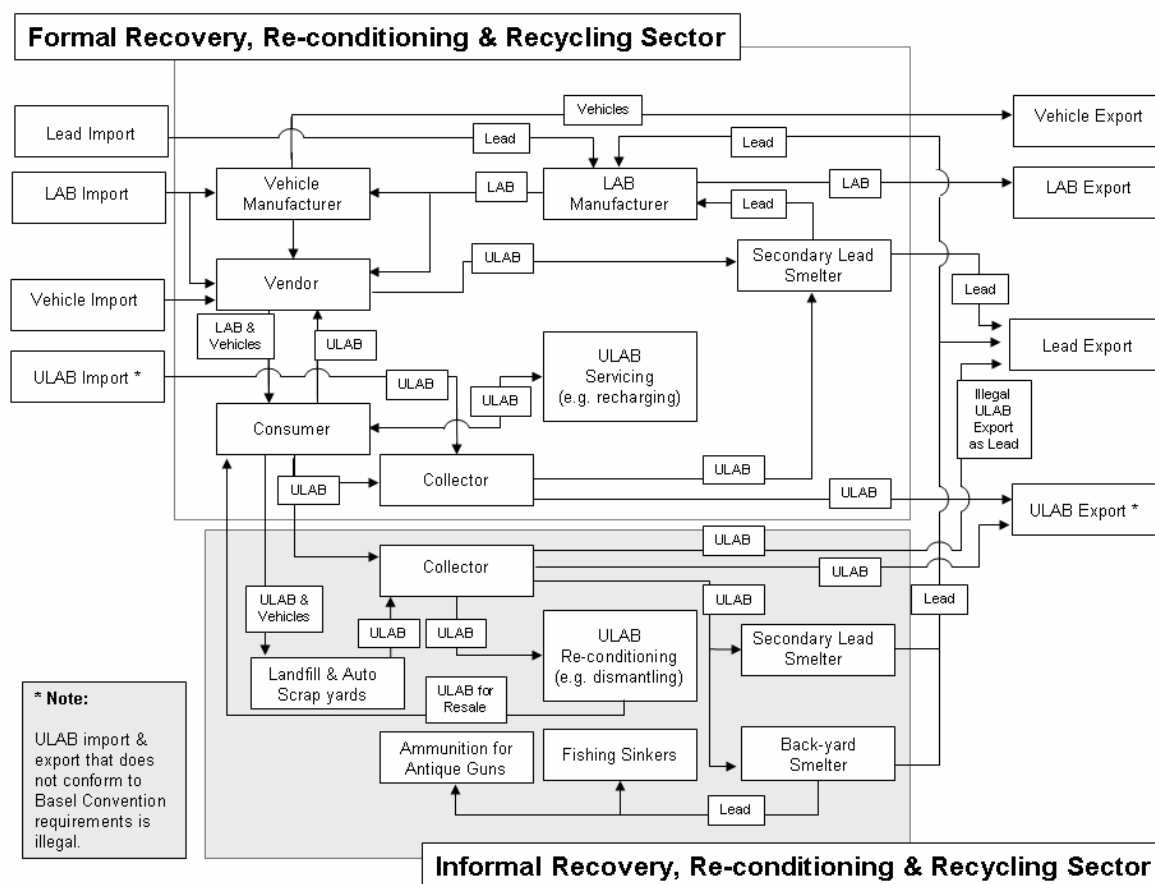 Formal Recovery, Re-conditioning & Recycling Sector
Vehicles
Lead Import
Lead
Lead
Vehicle Export
LAB Import
Vehicle
Manufacturer
LAB
LAB
Manufacturer
LAB
LAB Export
Lead
Vendor
ULAB
Secondary Lead
Smelter
Vehicle Import
Lead
LAB &
Vehicles
ULAB
ULAB Import *
ULAB
ULAB
ULAB
Servicing
(e.g. recharging)
Lead Export
Illegal
ULAB
Export
as Lead
Consumer
ULAB
Collector
ULAB
ULAB
ULAB Export *
Collector
ULAB
ULAB
ULAB
Lead
ULAB &
Vehicles
ULAB
ULAB
ULAB
Re-conditioning
(e.g. dismantling)
Secondary Lead
Smelter
Landfill & Auto
Scrap yards
ULAB for
Resale
* Note:
ULAB import &
export that does
not conform to
Basel Convention
requirements is
illegal.
Ammunition for
Antique Guns
Fishing Sinkers
Back-yard
Smelter
Lead
Informal Recovery, Re-conditioning & Recycling Sector